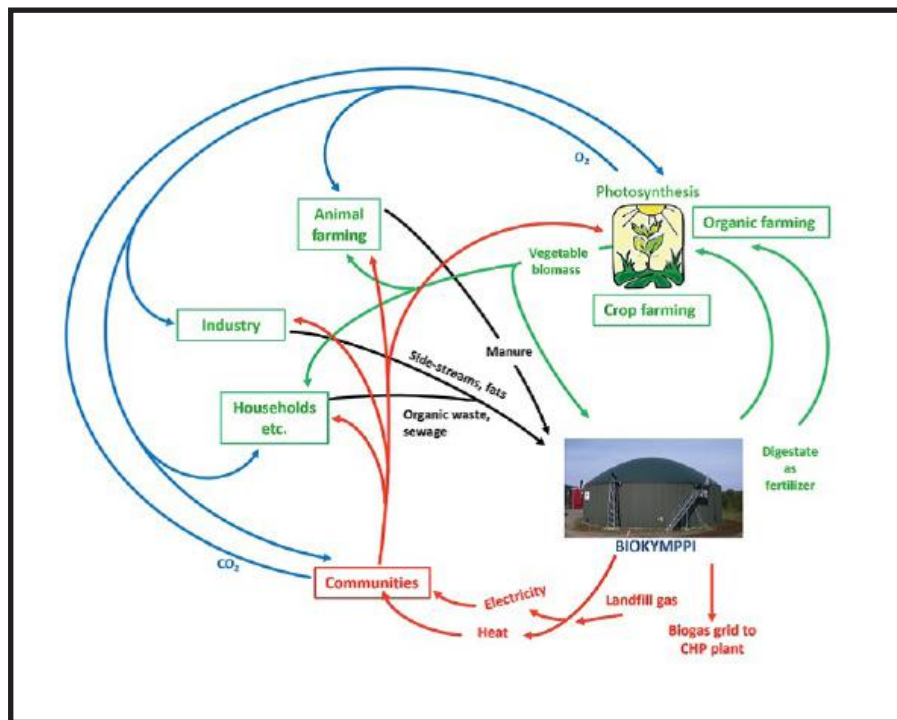 O₂
Photosynthesis
Animal
farming
Organic farming
Vegetable
biomass
Crop farming
Industry
Manure
Side-streams, fats
Households
etc.
Organic waste,
sewage
Digestate
as
fertilizer
BIOKYMPPI
CO₂
Communities
Electricity
Landfill gas
Heat
Biogas grid to
CHP plant